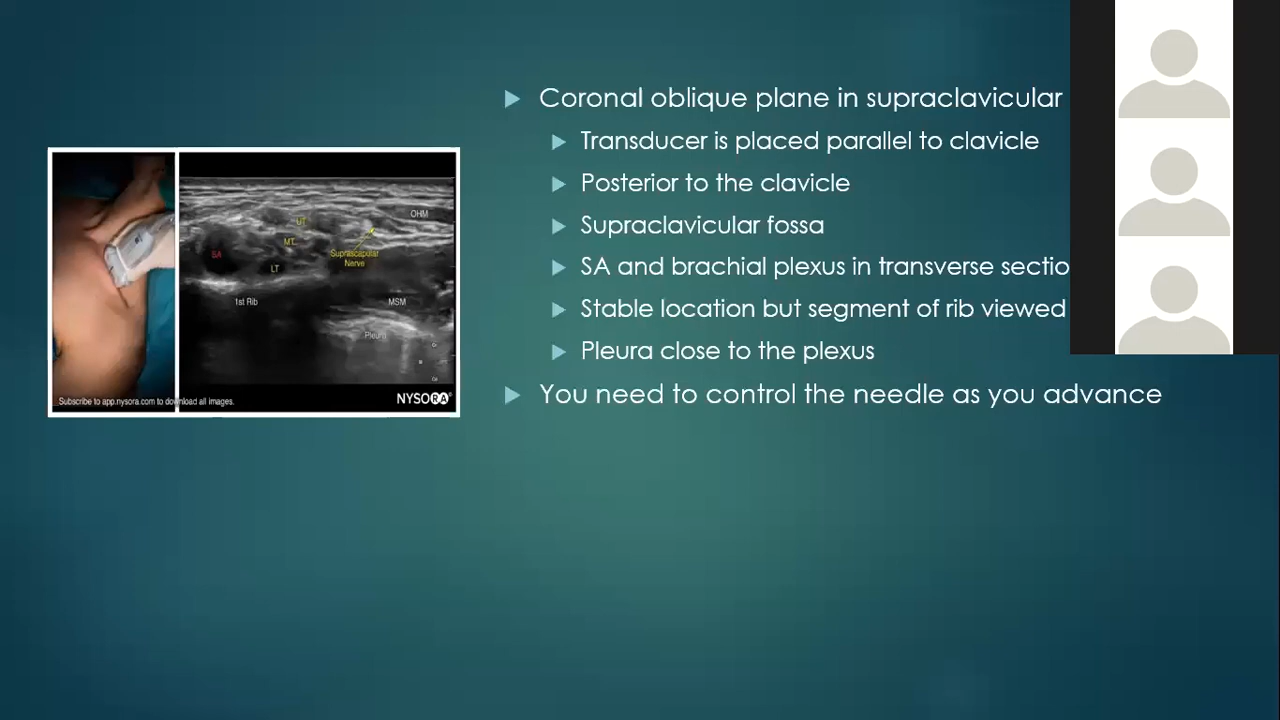 Coronal oblique plane in supraclavicular
Transducer is placed parallel to clavicle
Posterior to the clavicle
Supraclavicular fossa
SA and brachial plexus in transverse sectio
Stable location but segment of rib viewed
Pleura close to the plexus
You need to control the needle as you advance
OHM
UT
MT
SA
Suprascapular
Nerve
LT
1st Rib
MSM
Pleura
Subscribe to app.nysora.com to download all images.
NYSORA®